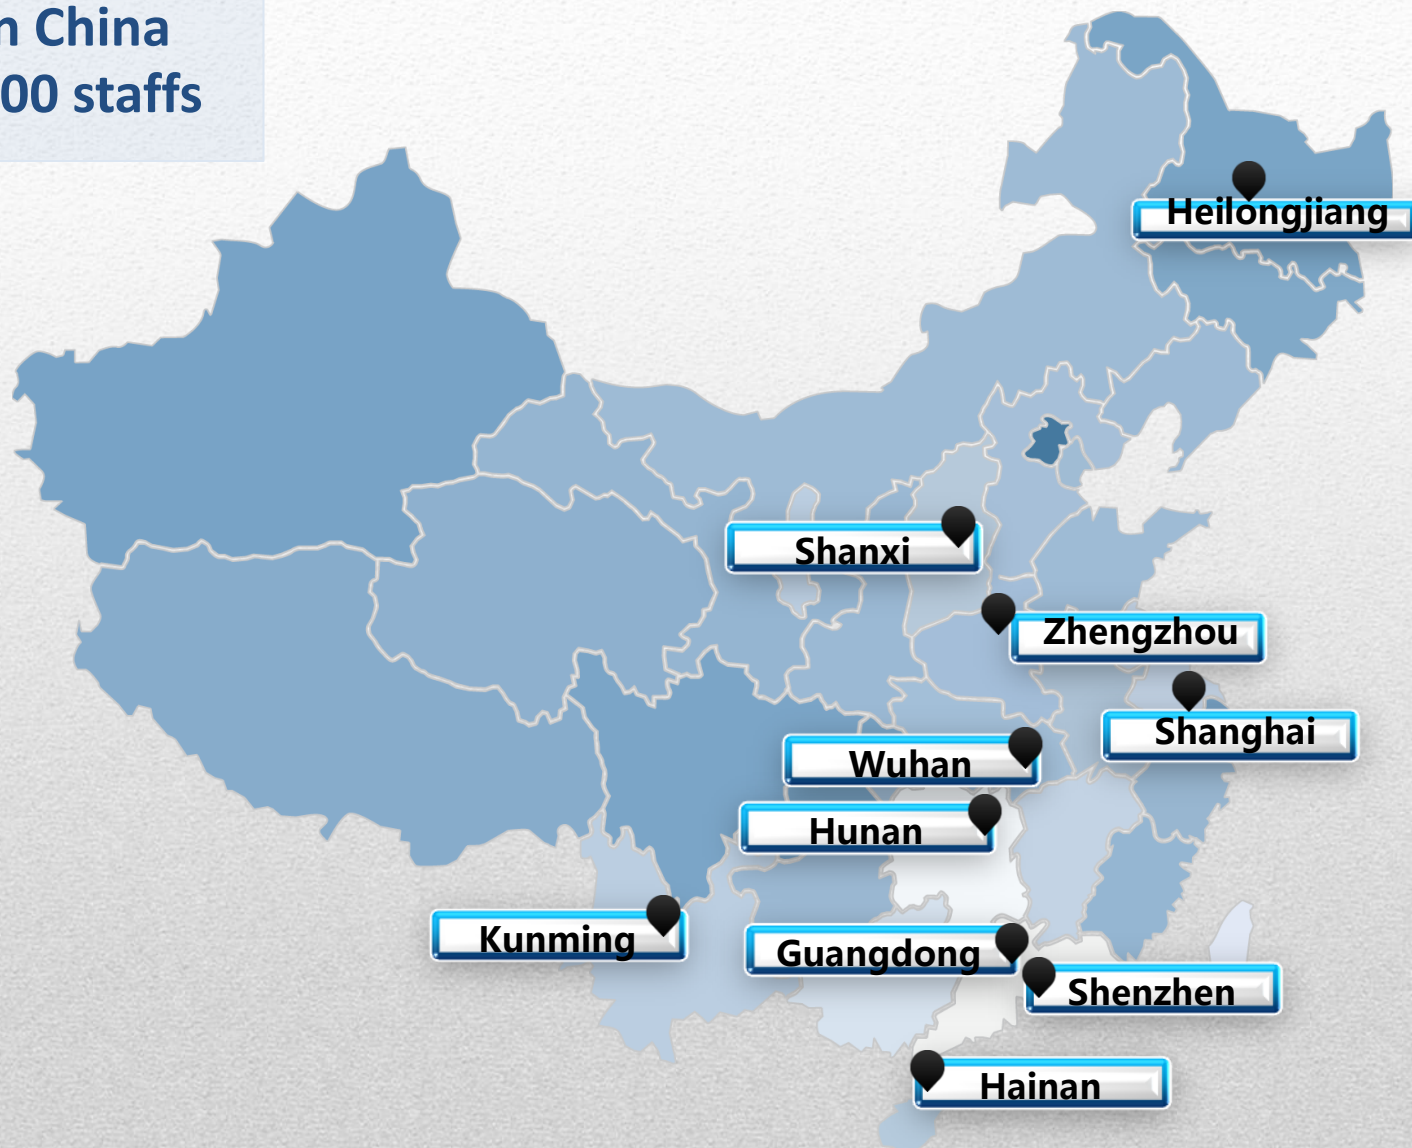 n China
00 staffs
Heilongjiang
Shanxi
Zhengzhou
Shanghai
Wuhan
Hunan
Kunming
Guangdong
Shenzhen
Hainan